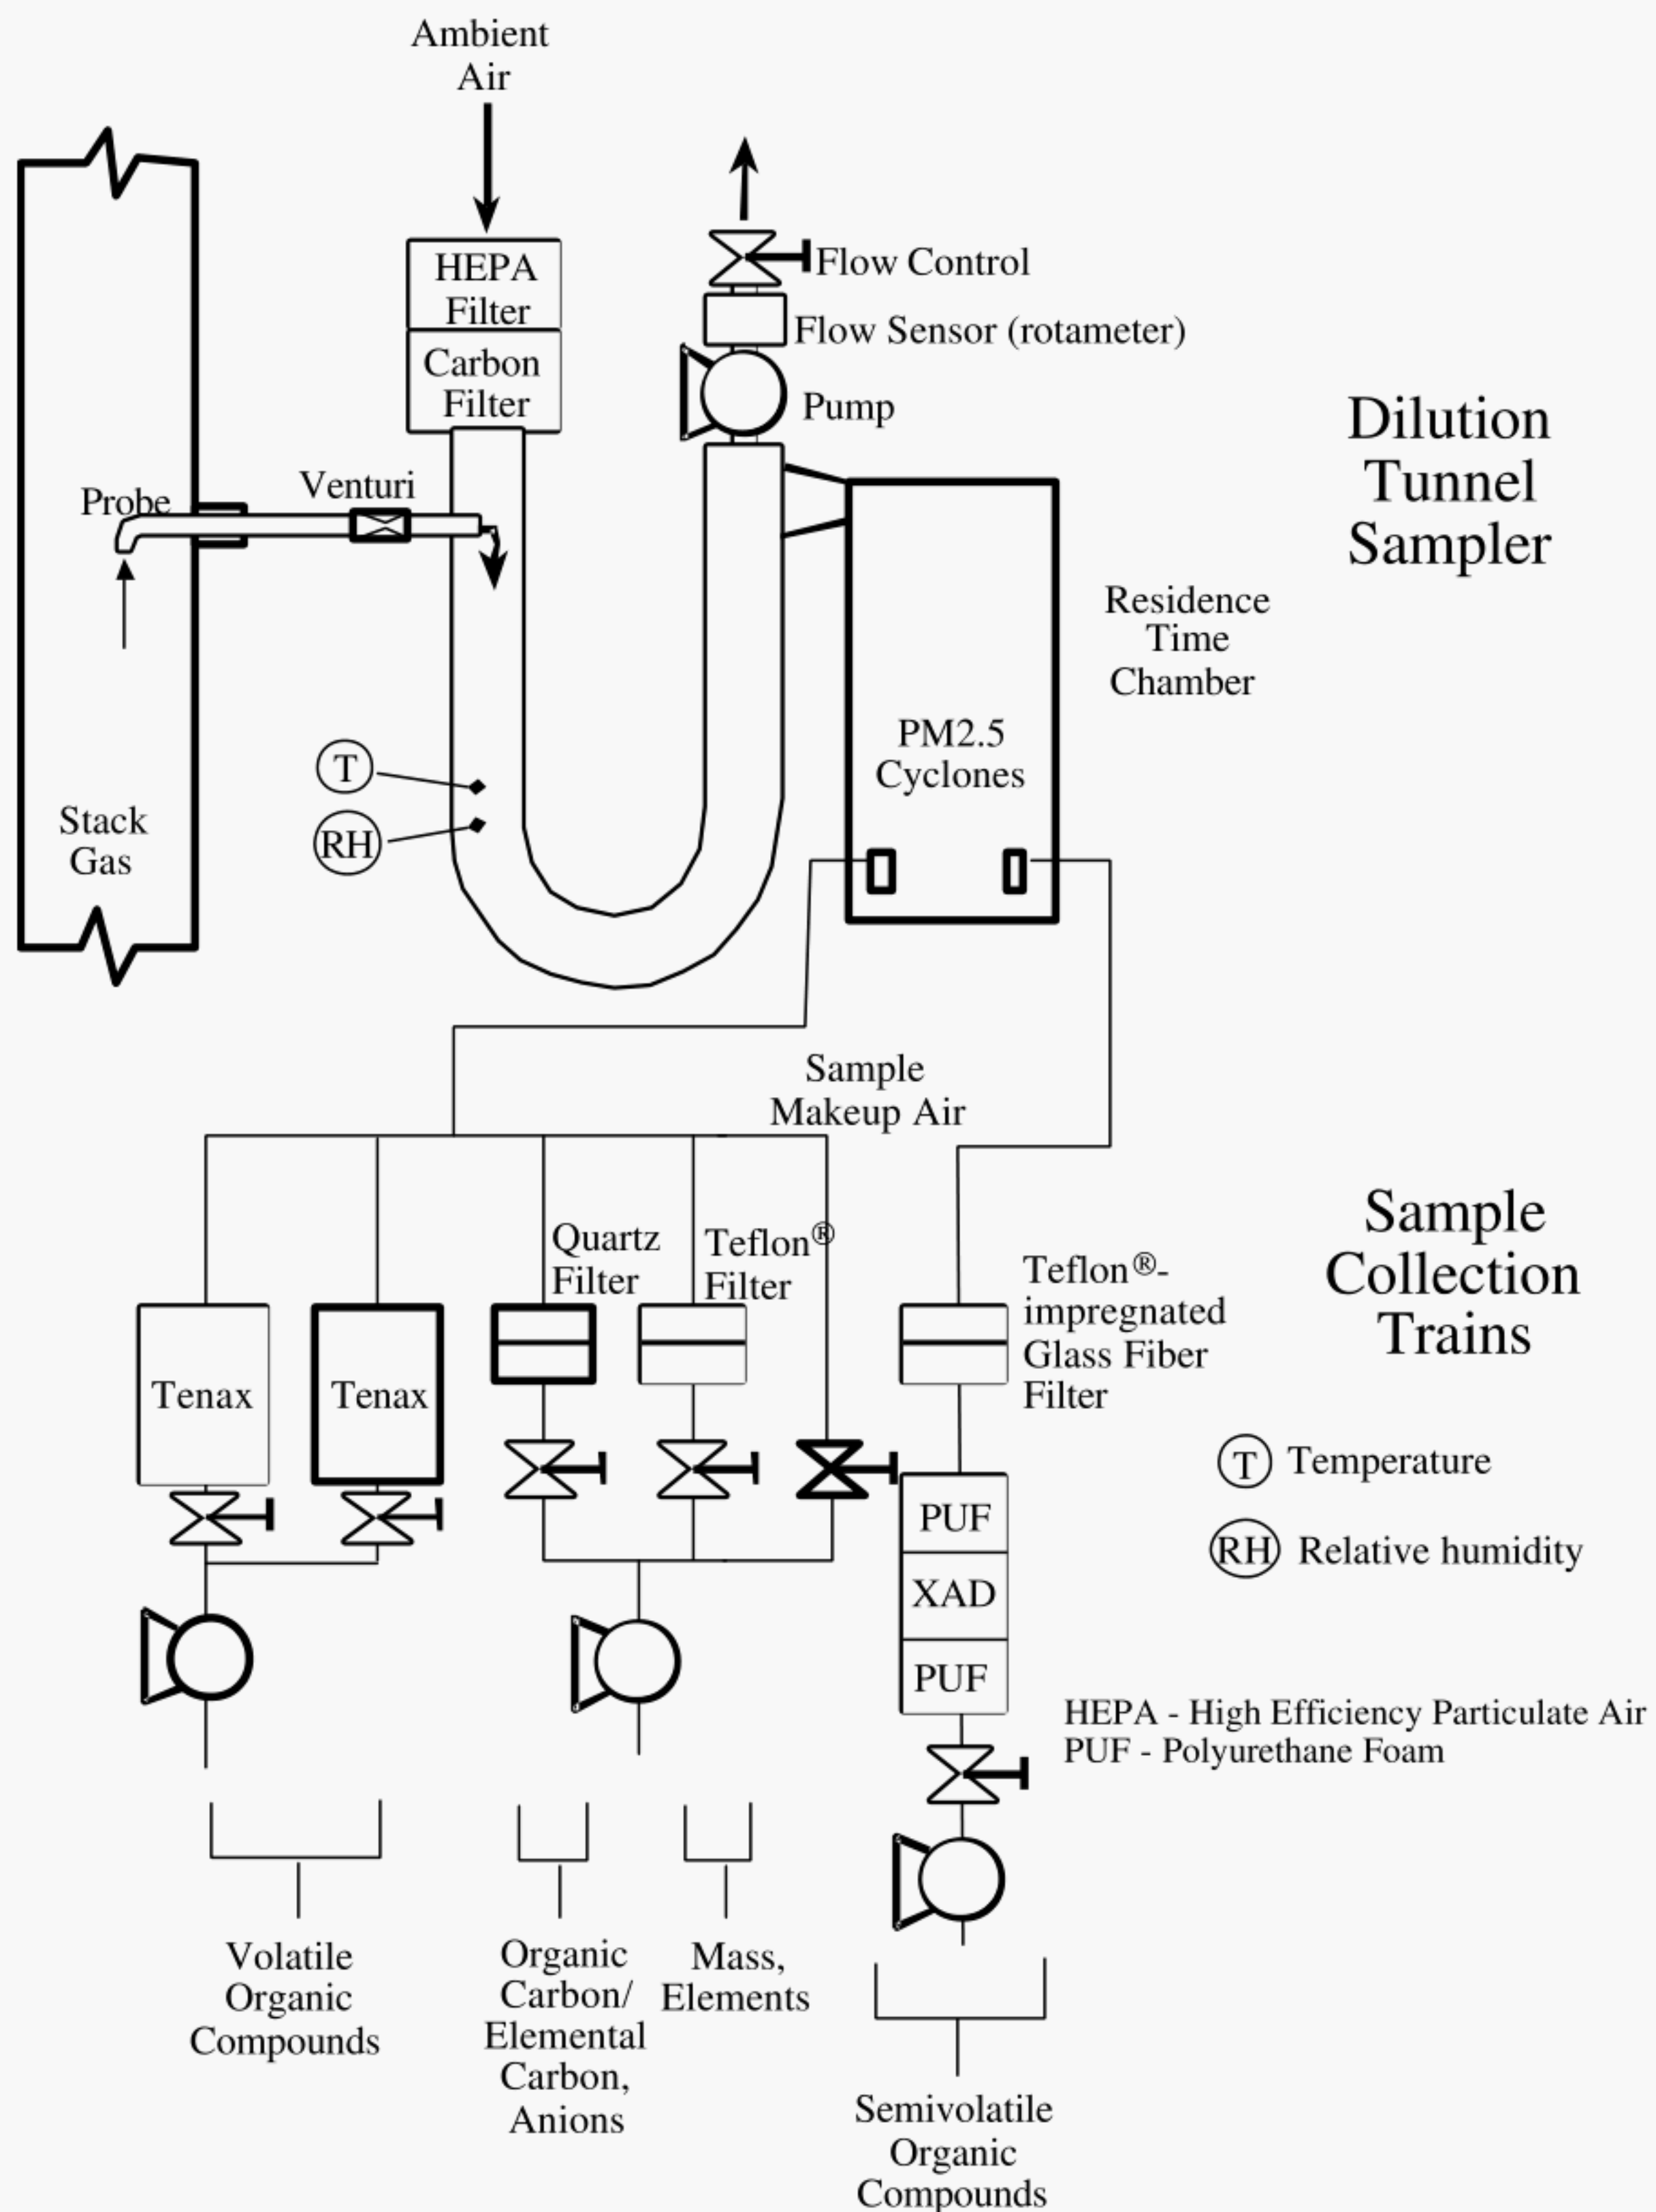 Ambient
Air
HEPA
Filter
Carbon
Filter
Flow Control
Flow Sensor (rotameter)
Pump
Dilution
Tunnel
Sampler
Probe
Venturi
Residence
Time
Chamber
PM2.5
Cyclones
T
RH
Stack
Gas
Sample
Makeup Air
Sample
Collection
Trains
Quartz
Filter
Teflon®
Filter
Teflon®-
impregnated
Glass Fiber
Filter
Tenax
Tenax
T Temperature
RH Relative humidity
PUF
XAD
PUF
HEPA - High Efficiency Particulate Air
PUF - Polyurethane Foam
Volatile
Organic
Compounds
Organic
Carbon/
Elemental
Carbon,
Anions
Mass,
Elements
Semivolatile
Organic
Compounds